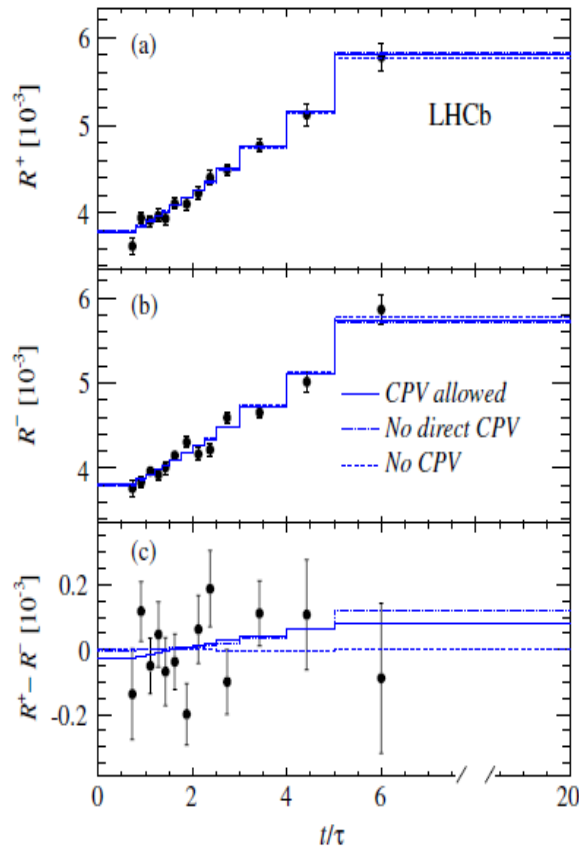 (a)
R⁺ [10⁻³]
6
5
4
LHCb
(b)
R⁻ [10⁻³]
6
5
4
CPV allowed
No direct CPV
No CPV
(c)
R⁺− R⁻ [10⁻³]
0.2
0
-0.2
0 2 4 6 20
t/τ